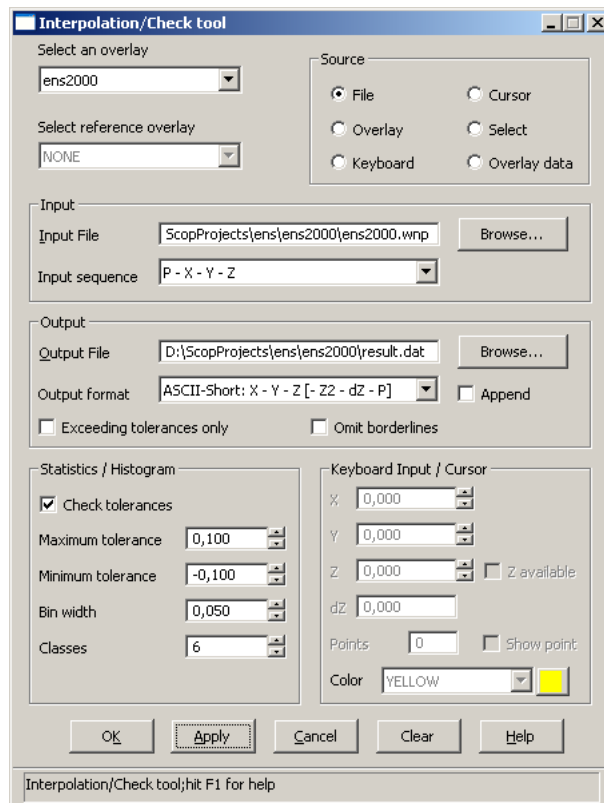 Interpolation/Check tool
Select an overlay
ens2000
Select reference overlay
NONE
Source
File
Cursor
Overlay
Select
Keyboard
Overlay data
Input
Input File ScopProjects\ens\ens2000\ens2000.wnp Browse...
Input sequence P - X - Y - Z
Output
Output File D:\ScopProjects\ens\ens2000\result.dat Browse...
Output format ASCII-Short: X - Y - Z [- Z2 - dZ - P] Append
Exceeding tolerances only Omit borderlines
Statistics / Histogram
Check tolerances
Maximum tolerance 0,100
Minimum tolerance -0,100
Bin width 0,050
Classes 6
Keyboard Input / Cursor
X 0,000
Y 0,000
Z 0,000 Z available
dZ 0,000
Points 0 Show point
Color YELLOW
OK Apply Cancel Clear Help
Interpolation/Check tool;hit F1 for help